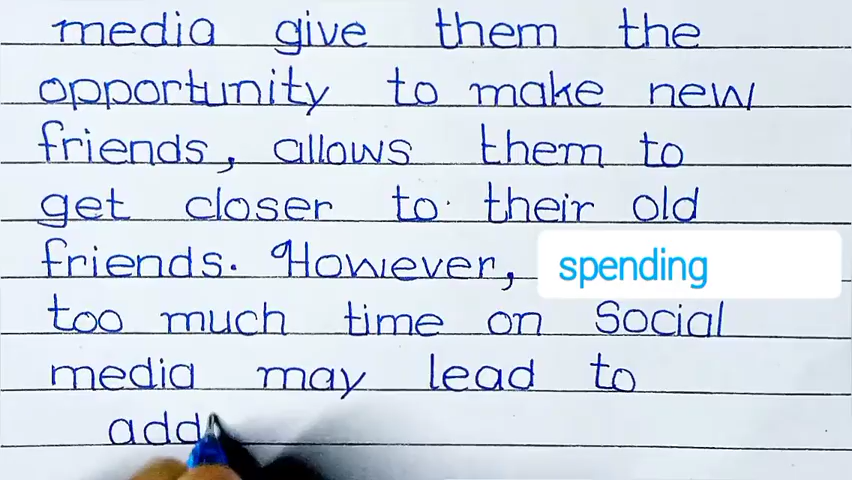 media give them the
opportunity to make new
friends, allows them to
get closer to their old
friends. However, spending
too much time on Social
media may lead to
add